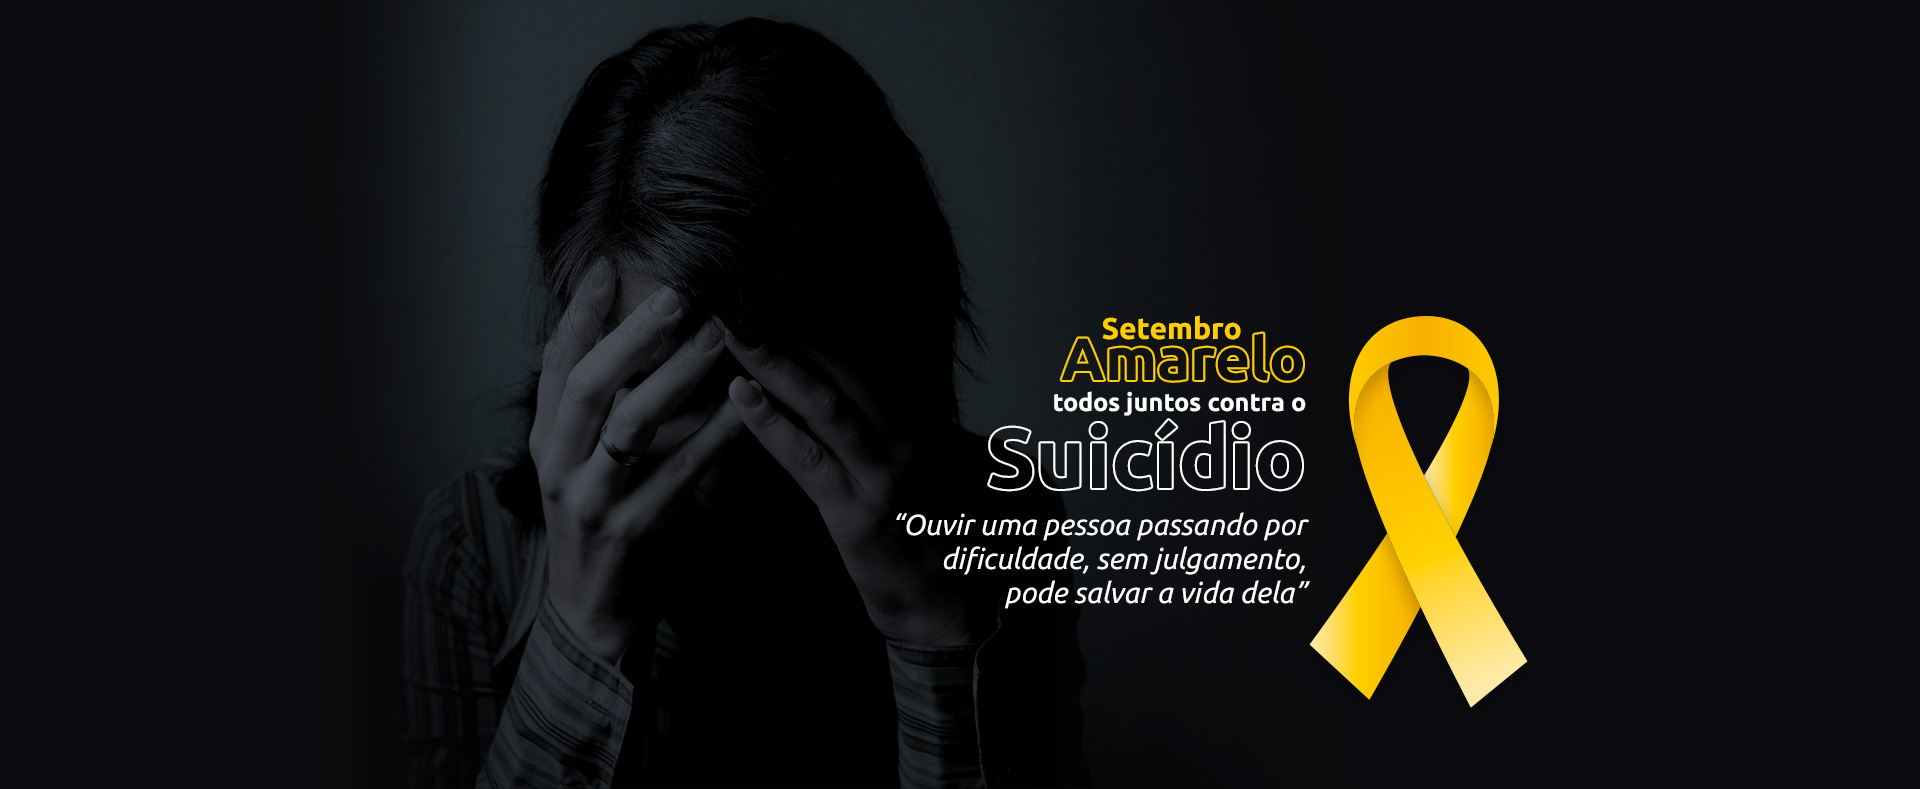 Setembro
Amarelo
todos juntos contra o
Suicídio
“Ouvir uma pessoa passando por
dificuldade, sem julgamento,
pode salvar a vida dela”